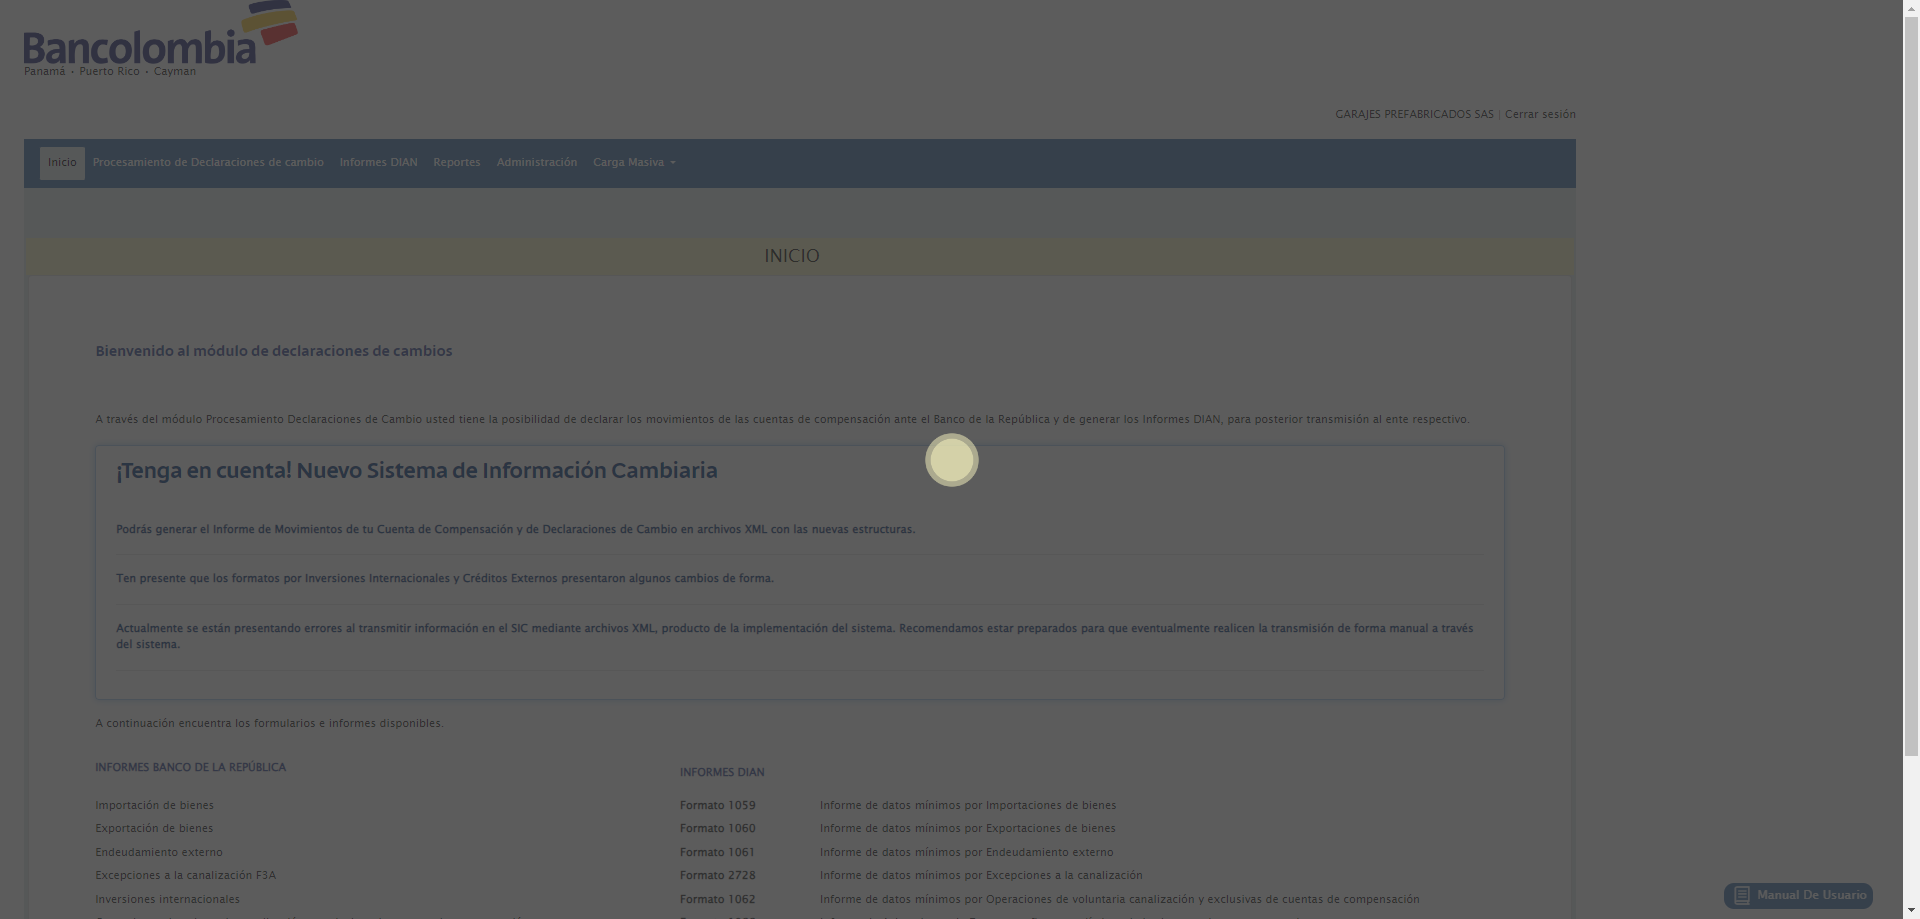 Bancolombia
Panamá • Puerto Rico • Cayman
GARAJES PREFABRICADOS SAS | Cerrar sesión
Inicio Procesamiento de Declaraciones de cambio Informes DIAN Reportes Administración Carga Masiva
INICIO
Bienvenido al módulo de declaraciones de cambios
A través del módulo Procesamiento Declaraciones de Cambio usted tiene la posibilidad de declarar los movimientos de las cuentas de compensación ante el Banco de la República y de generar los Informes DIAN, para posterior transmisión al ente respectivo.
¡Tenga en cuenta! Nuevo Sistema de Información Cambiaria
Podrás generar el Informe de Movimientos de tu Cuenta de Compensación y de Declaraciones de Cambio en archivos XML con las nuevas estructuras.
Ten presente que los formatos por Inversiones Internacionales y Créditos Externos presentaron algunos cambios de forma.
Actualmente se están presentando errores al transmitir información en el SIC mediante archivos XML, producto de la implementación del sistema. Recomendamos estar preparados para que eventualmente realicen la transmisión de forma manual a través
del sistema.
A continuación encuentra los formularios e informes disponibles.
INFORMES BANCO DE LA REPÚBLICA
Importación de bienes
Exportación de bienes
Endeudamiento externo
Excepciones a la canalización F3A
Inversiones internacionales
INFORMES DIAN
Formato 1059 Informe de datos mínimos por Importaciones de bienes
Formato 1060 Informe de datos mínimos por Exportaciones de bienes
Formato 1061 Informe de datos mínimos por Endeudamiento externo
Formato 2728 Informe de datos mínimos por Excepciones a la canalización
Formato 1062 Informe de datos mínimos por Operaciones de voluntaria canalización y exclusivas de cuentas de compensación
Manual De Usuario